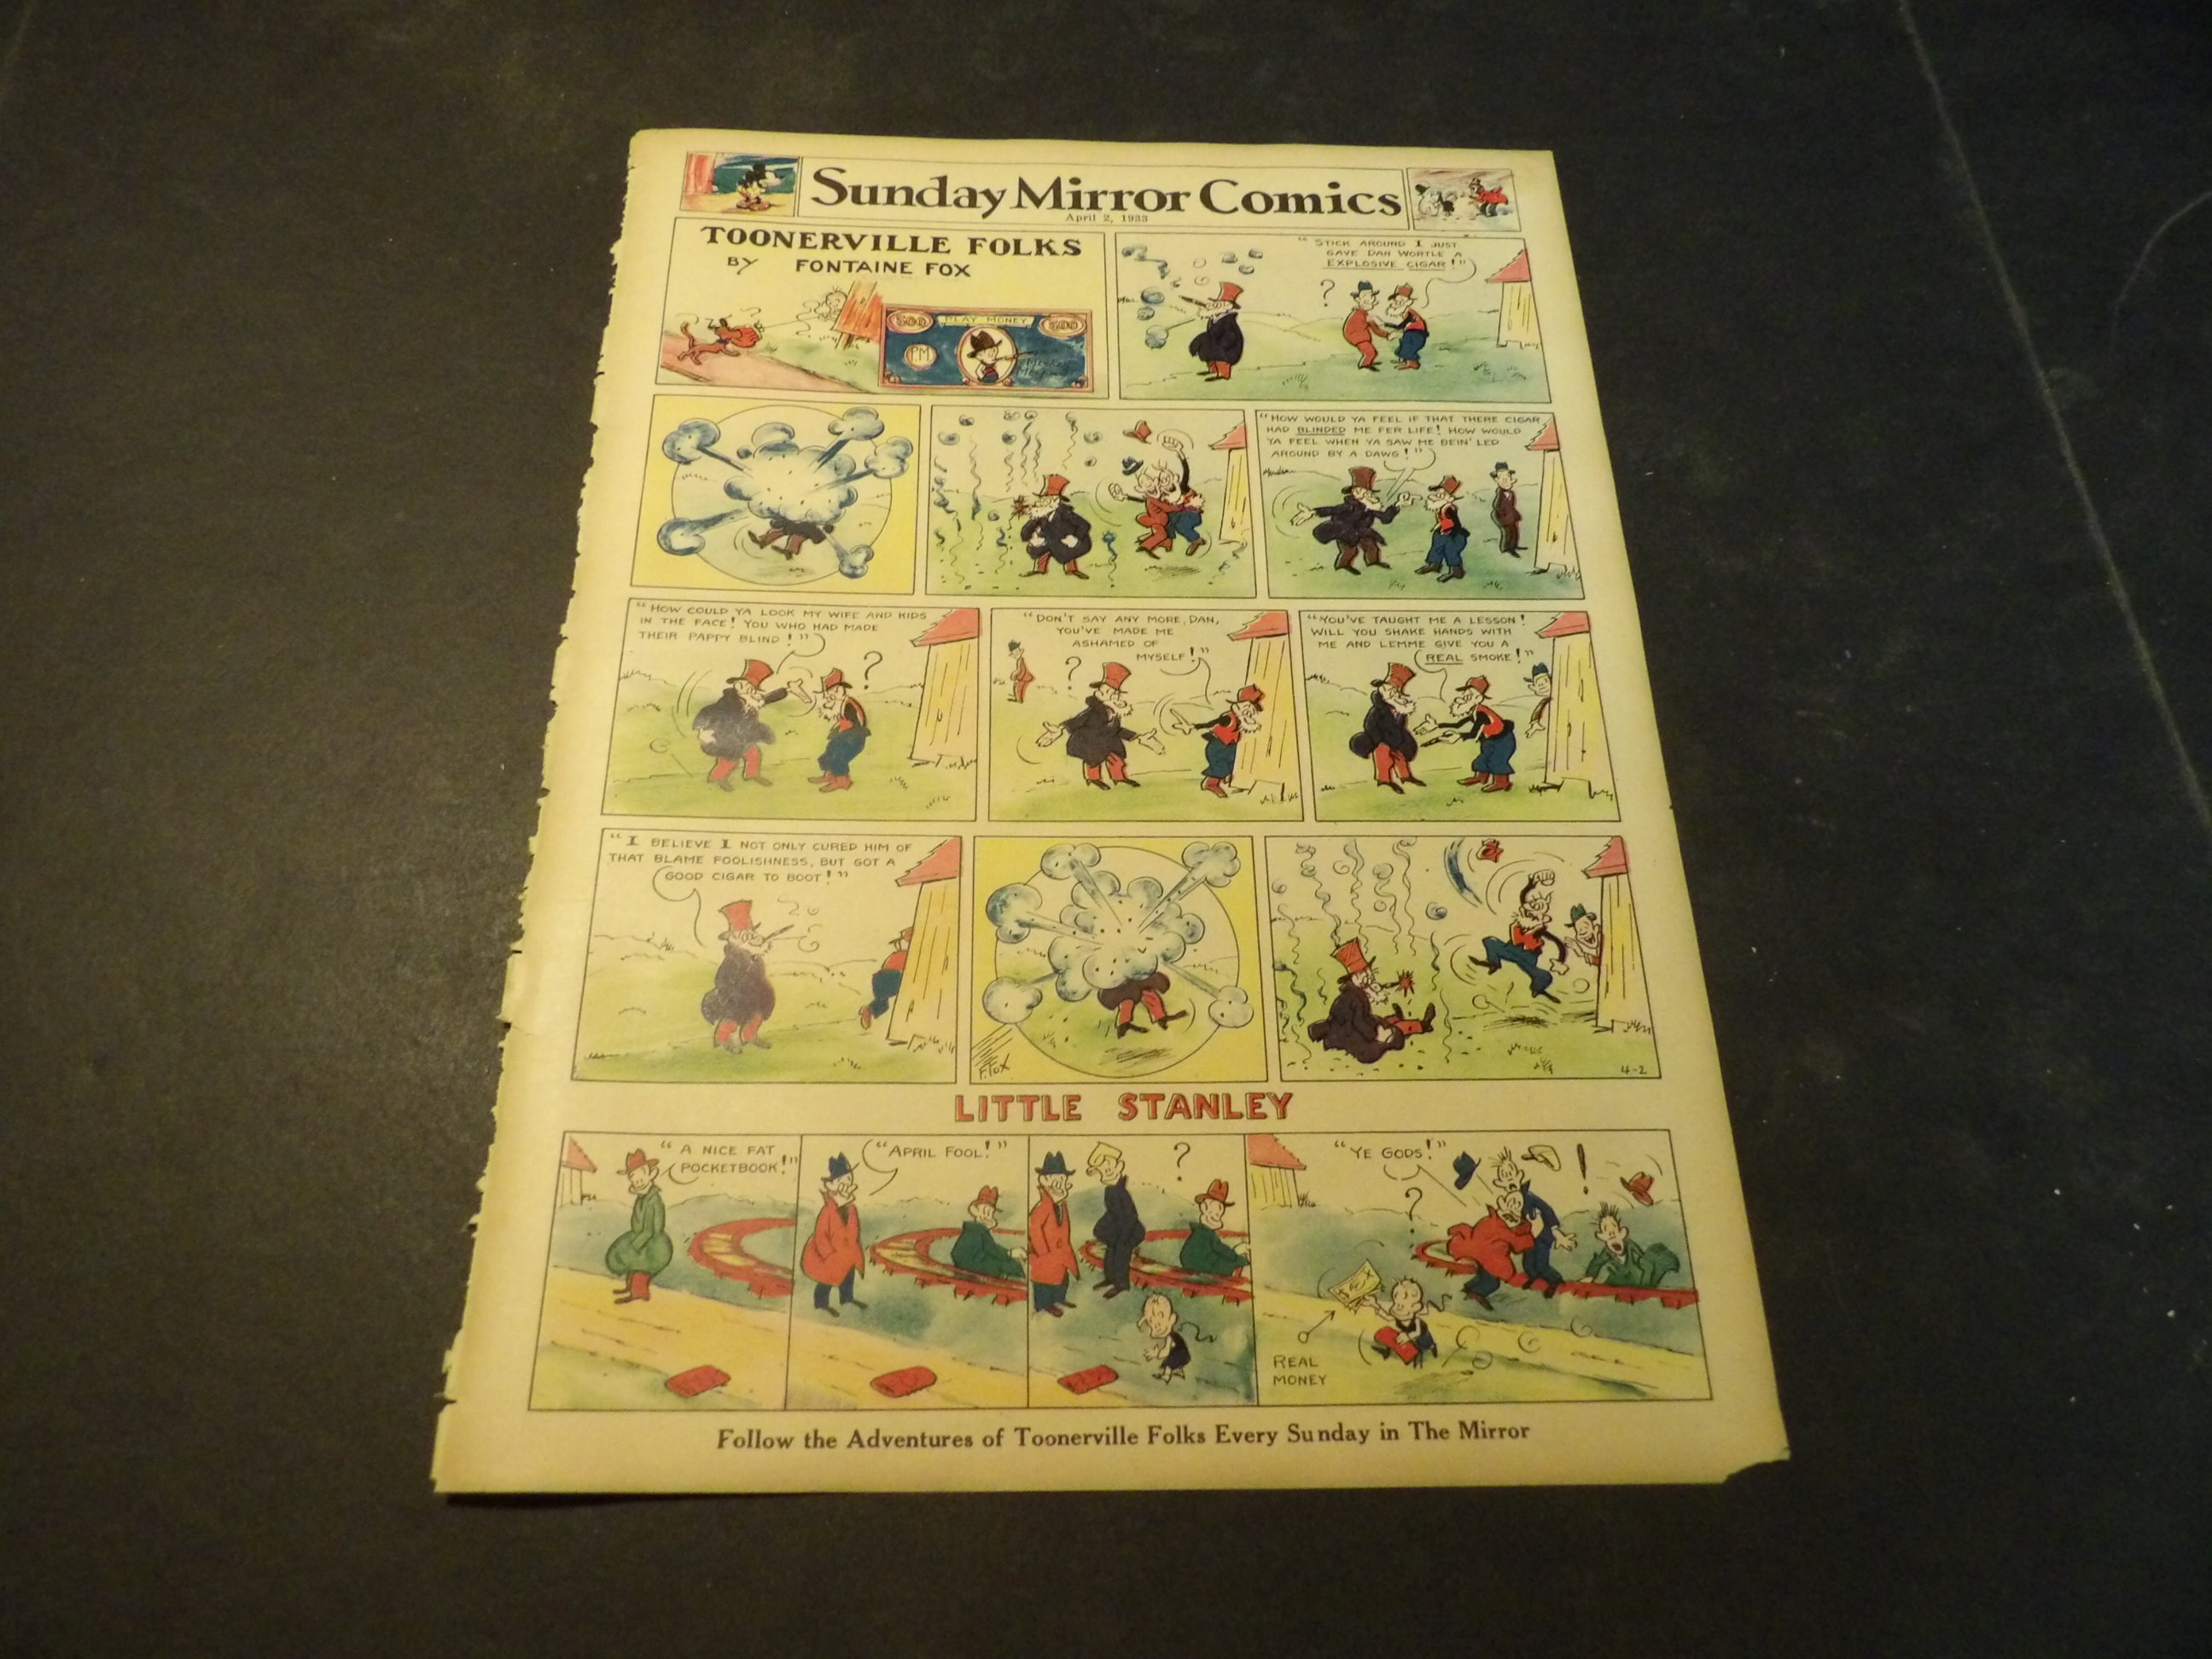 Sunday Mirror Comics
April 2, 1933
TOONERVILLE FOLKS
BY FONTAINE FOX
500 PLAY MONEY 500
PM
"STICK AROUND I JUST
GAVE DAN WORTLE A
EXPLOSIVE CIGAR!"
?
"HOW WOULD YA FEEL IF THAT THERE CIGAR
HAD BLINDED ME FER LIFE! HOW WOULD
YA FEEL WHEN YA SAW ME BEIN' LED
AROUND BY A DAWG!"
"HOW COULD YA LOOK MY WIFE AND KIDS
IN THE FACE! YOU WHO HAD MADE
THEIR PAPPY BLIND!"
?
"DON'T SAY ANY MORE, DAN,
YOU'VE MADE ME
ASHAMED OF
MYSELF!"
?
"YOU'VE TAUGHT ME A LESSON!
WILL YOU SHAKE HANDS WITH
ME AND LEMME GIVE YOU A
REAL SMOKE!"
"I BELIEVE I NOT ONLY CURED HIM OF
THAT BLAME FOOLISHNESS, BUT GOT A
GOOD CIGAR TO BOOT!"
F. FOX
4-2
LITTLE STANLEY
"A NICE FAT
POCKETBOOK!"
"APRIL FOOL!"
?
"YE GODS!"
!
?
REAL
MONEY
Follow the Adventures of Toonerville Folks Every Sunday in The Mirror